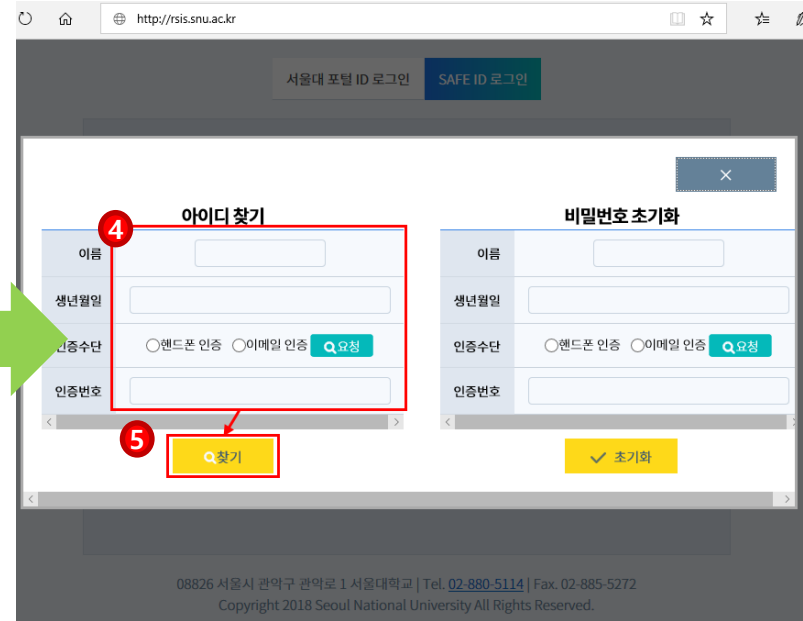 http://rsis.snu.ac.kr
서울대 포털 ID 로그인 SAFE ID 로그인
아이디 찾기
4
이름
생년월일
인증수단 핸드폰 인증 이메일 인증 요청
인증번호
5
찾기
비밀번호 초기화
이름
생년월일
인증수단 핸드폰 인증 이메일 인증 요청
인증번호
초기화
08826 서울시 관악구 관악로 1 서울대학교 | Tel. 02-880-5114 | Fax. 02-885-5272
Copyright 2018 Seoul National University All Rights Reserved.